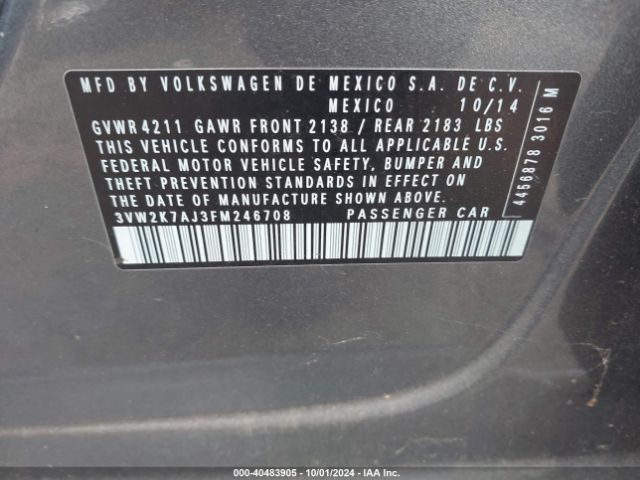 MFD BY VOLKSWAGEN DE MEXICO S.A. DE C.V.
MEXICO 10/14
GVWR 4211 GAWR FRONT 2138 / REAR 2183 LBS
THIS VEHICLE CONFORMS TO ALL APPLICABLE U.S.
FEDERAL MOTOR VEHICLE SAFETY, BUMPER AND
THEFT PREVENTION STANDARDS IN EFFECT ON
THE DATE OF MANUFACTURE SHOWN ABOVE.
3VW2K7AJ3FM246708 PASSENGER CAR
4456878 3016 M
000-40483905 - 10/01/2024 - IAA Inc.